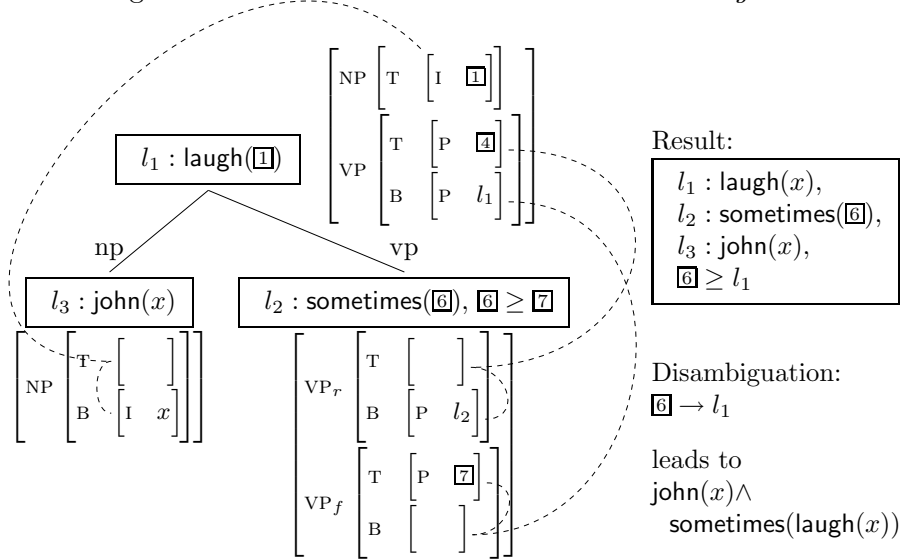 NP T I 1
l₁ : laugh(1)
VP T P 4
B P l₁
np vp
l₃ : john(x)
l₂ : sometimes(6), 6 ≥ 7
NP T
B I x
VPᵣ T
B P l₂
VP_f T P 7
B
Result:
l₁ : laugh(x),
l₂ : sometimes(6),
l₃ : john(x),
6 ≥ l₁
Disambiguation:
6 → l₁
leads to
john(x)∧
sometimes(laugh(x))